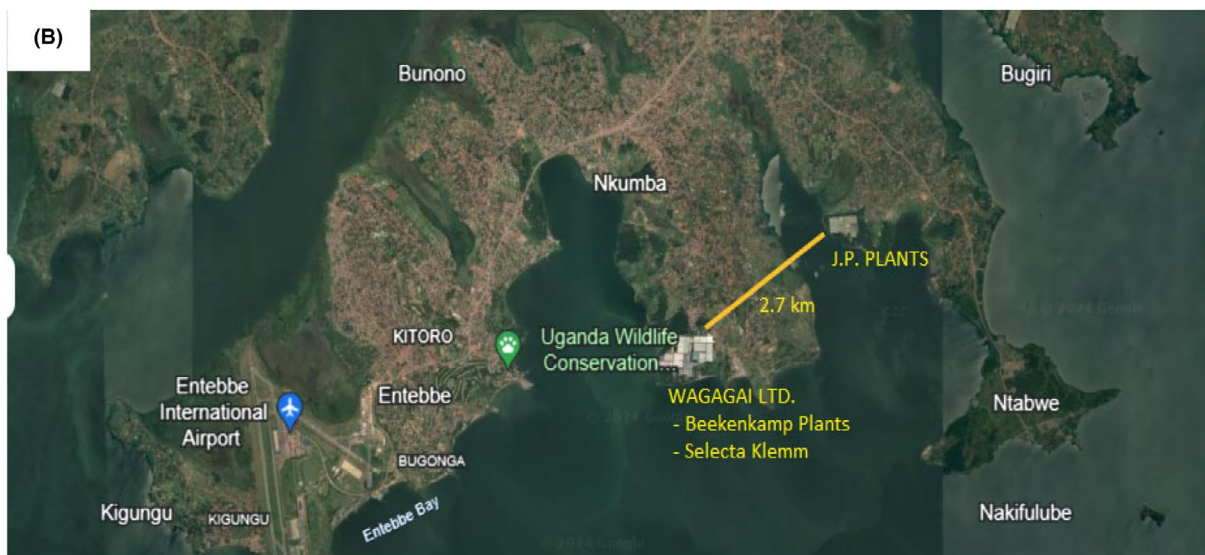 (B)
Bunono
Bugiri
Nkumba
J.P. PLANTS
2.7 km
KITORO
Uganda Wildlife
Conservation...
Entebbe
International
Airport
Entebbe
WAGAGAI LTD.
- Beekenkamp Plants
- Selecta Klemm
Ntabwe
BUGONGA
Kigungu
KIGUNGU
Entebbe Bay
Nakifulube
© 2024 Google